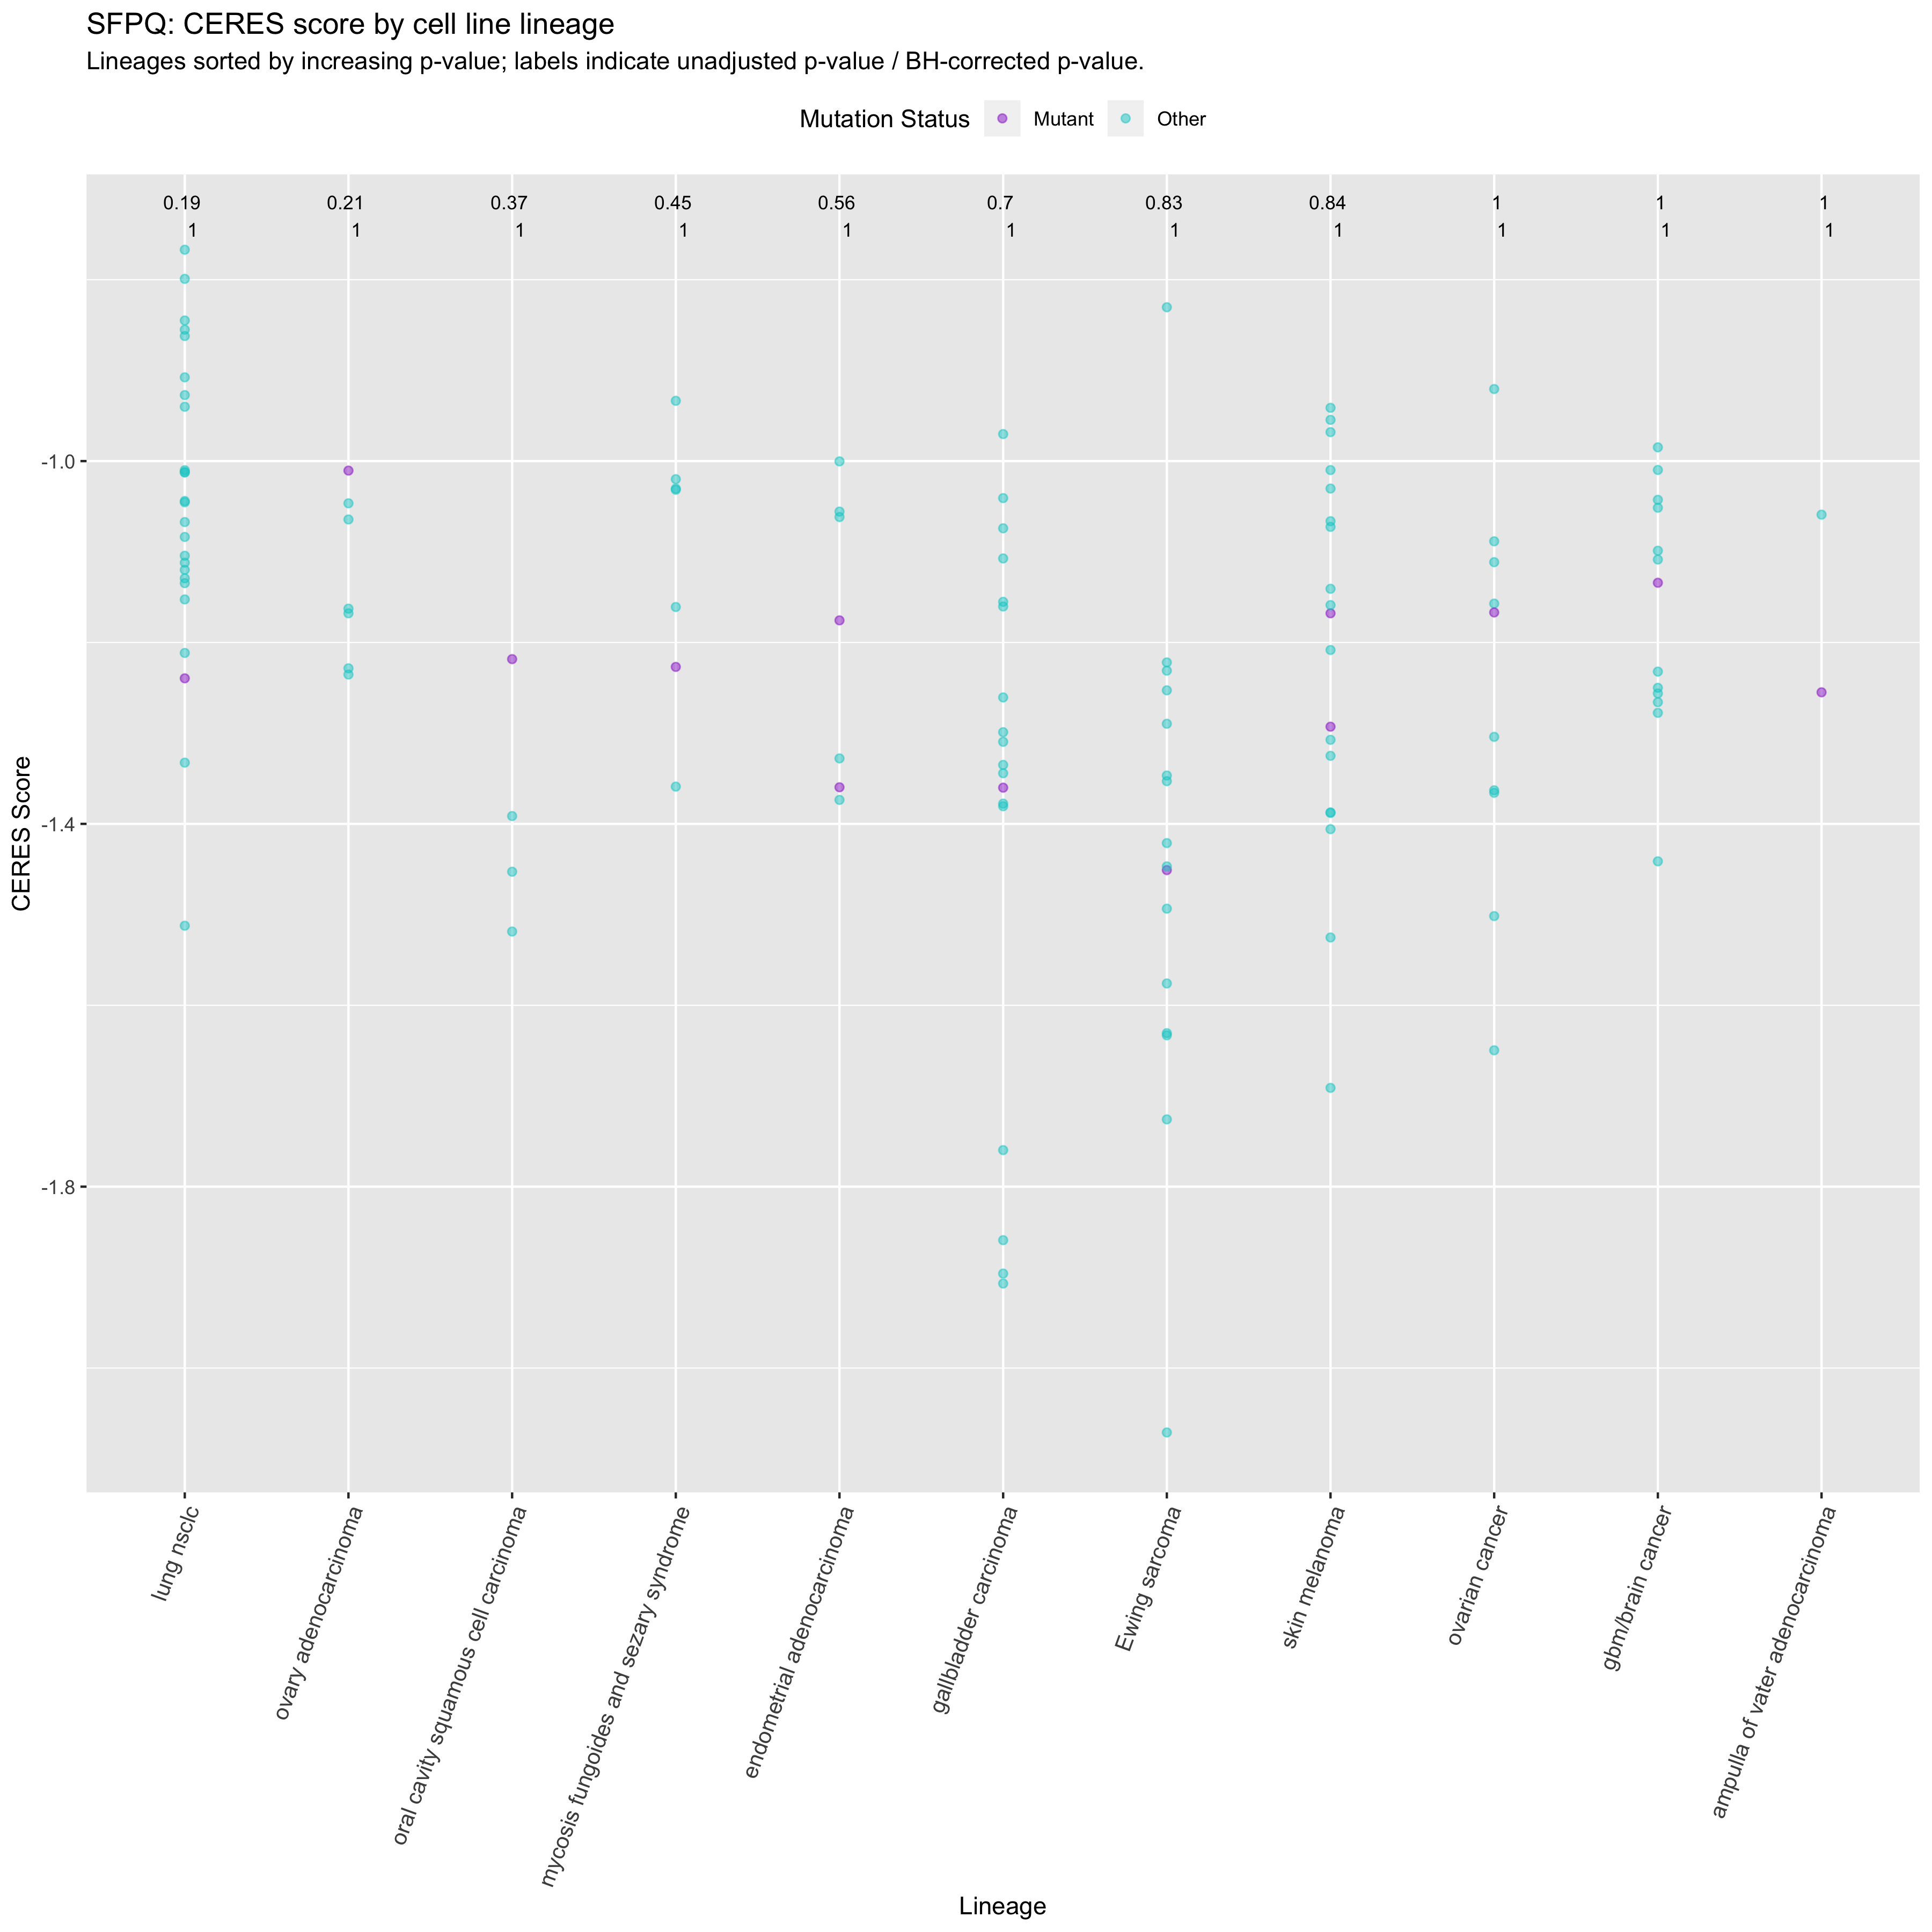 SFPQ: CERES score by cell line lineage
Lineages sorted by increasing p-value; labels indicate unadjusted p-value / BH-corrected p-value.
Mutation Status Mutant Other
0.19 0.21 0.37 0.45 0.56 0.7 0.83 0.84 1 1 1
1 1 1 1 1 1 1 1 1 1 1
-1.0
-1.4
-1.8
CERES Score
lung nsclc
ovary adenocarcinoma
oral cavity squamous cell carcinoma
mycosis fungoides and sezary syndrome
endometrial adenocarcinoma
gallbladder carcinoma
Ewing sarcoma
skin melanoma
ovarian cancer
gbm/brain cancer
ampulla of vater adenocarcinoma
Lineage